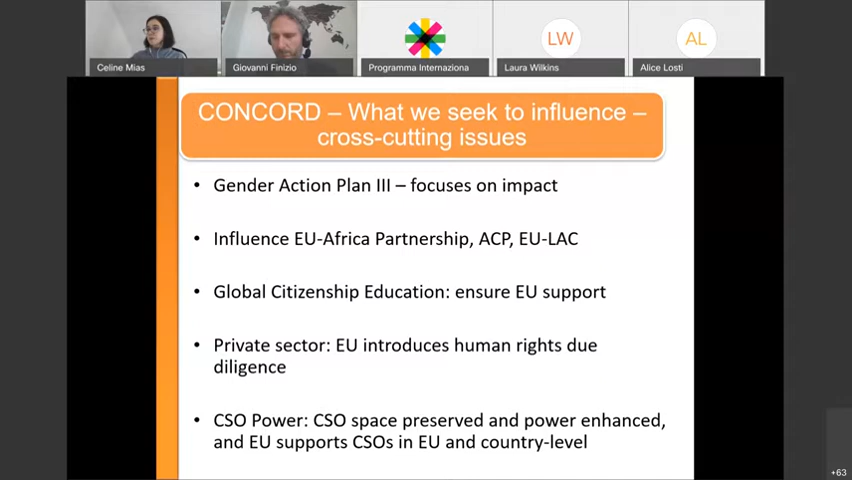 LW
AL
Celine Mias
Giovanni Finizio
Programma Internaziona
Laura Wilkins
Alice Losti
CONCORD – What we seek to influence –
cross-cutting issues
• Gender Action Plan III – focuses on impact
• Influence EU-Africa Partnership, ACP, EU-LAC
• Global Citizenship Education: ensure EU support
• Private sector: EU introduces human rights due
diligence
• CSO Power: CSO space preserved and power enhanced,
and EU supports CSOs in EU and country-level
+63